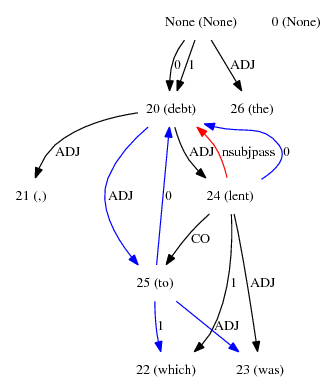 None (None) 0 (None)
0 1 ADJ
20 (debt) 26 (the)
ADJ ADJ nsubjpass 0
21 (,) ADJ 0 24 (lent)
CO
25 (to) 1 ADJ
1 ADJ
22 (which) 23 (was)